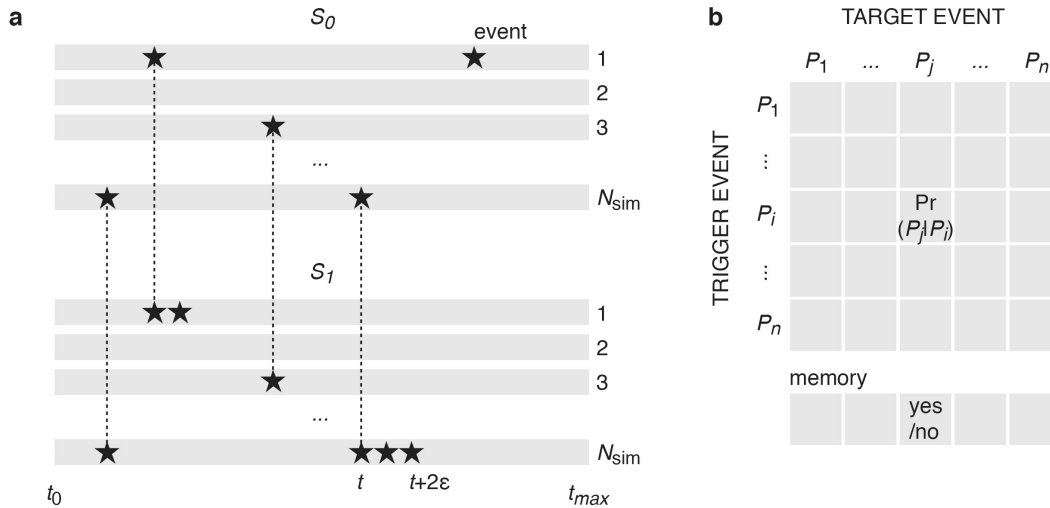 a
S₀
event
1
2
3
...
Nsim
S₁
1
2
3
...
Nsim
t t+2ε
t₀ tmax
b
TARGET EVENT
P₁ ... Pⱼ ... Pₙ
TRIGGER EVENT
P₁
...
Pᵢ
Pr
(Pⱼ|Pᵢ)
...
Pₙ
memory
yes
/no